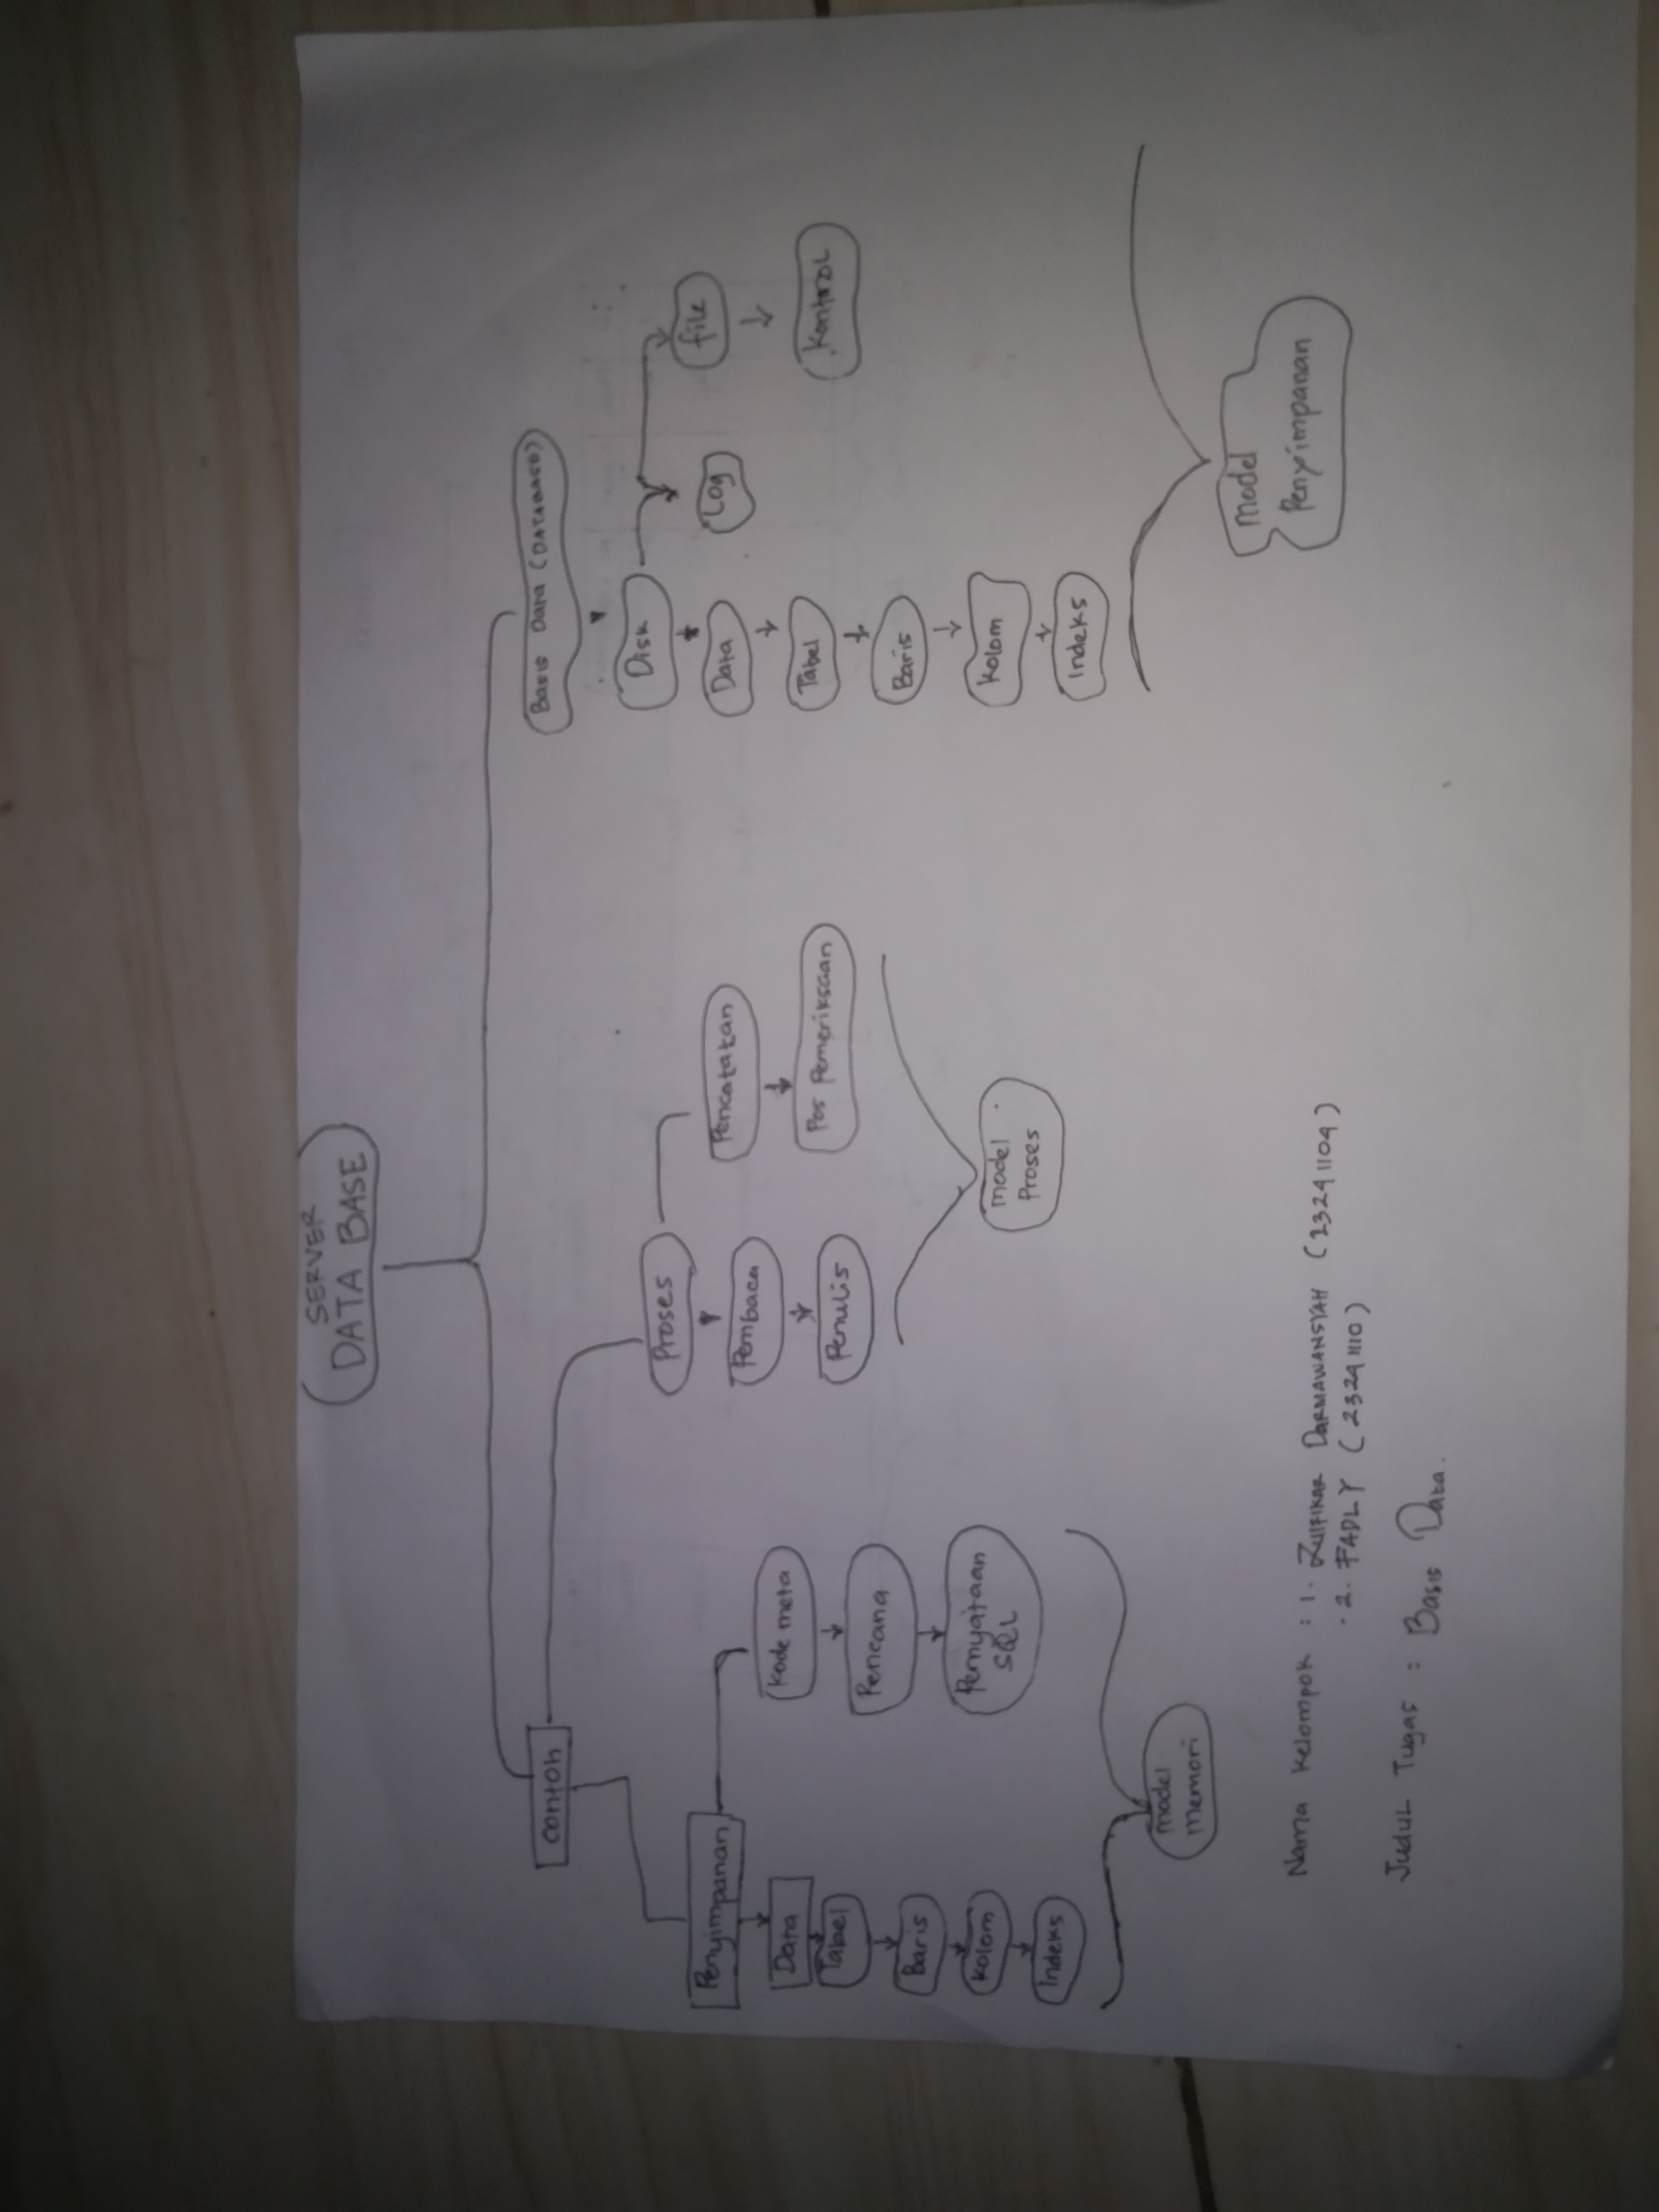 SERVER
DATA BASE
Contoh
Basis Data (DATABASE)
Penyimpanan
Data
Tabel
Baris
Kolom
Indeks
Kode meta
Rencana
Pernyataan
SQL
model
memori
Proses
Pembaca
Penulis
Pencatatan
Pos Pemeriksaan
model
Proses
Disk
Data
Tabel
Baris
Kolom
Indeks
Log
file
Kontrol
model
Penyimpanan
Nama Kelompok : 1. ZULFIKAR DARMAWANSYAH (23241104)
2. FADLY (23241110)
Judul Tugas : Basis Data.